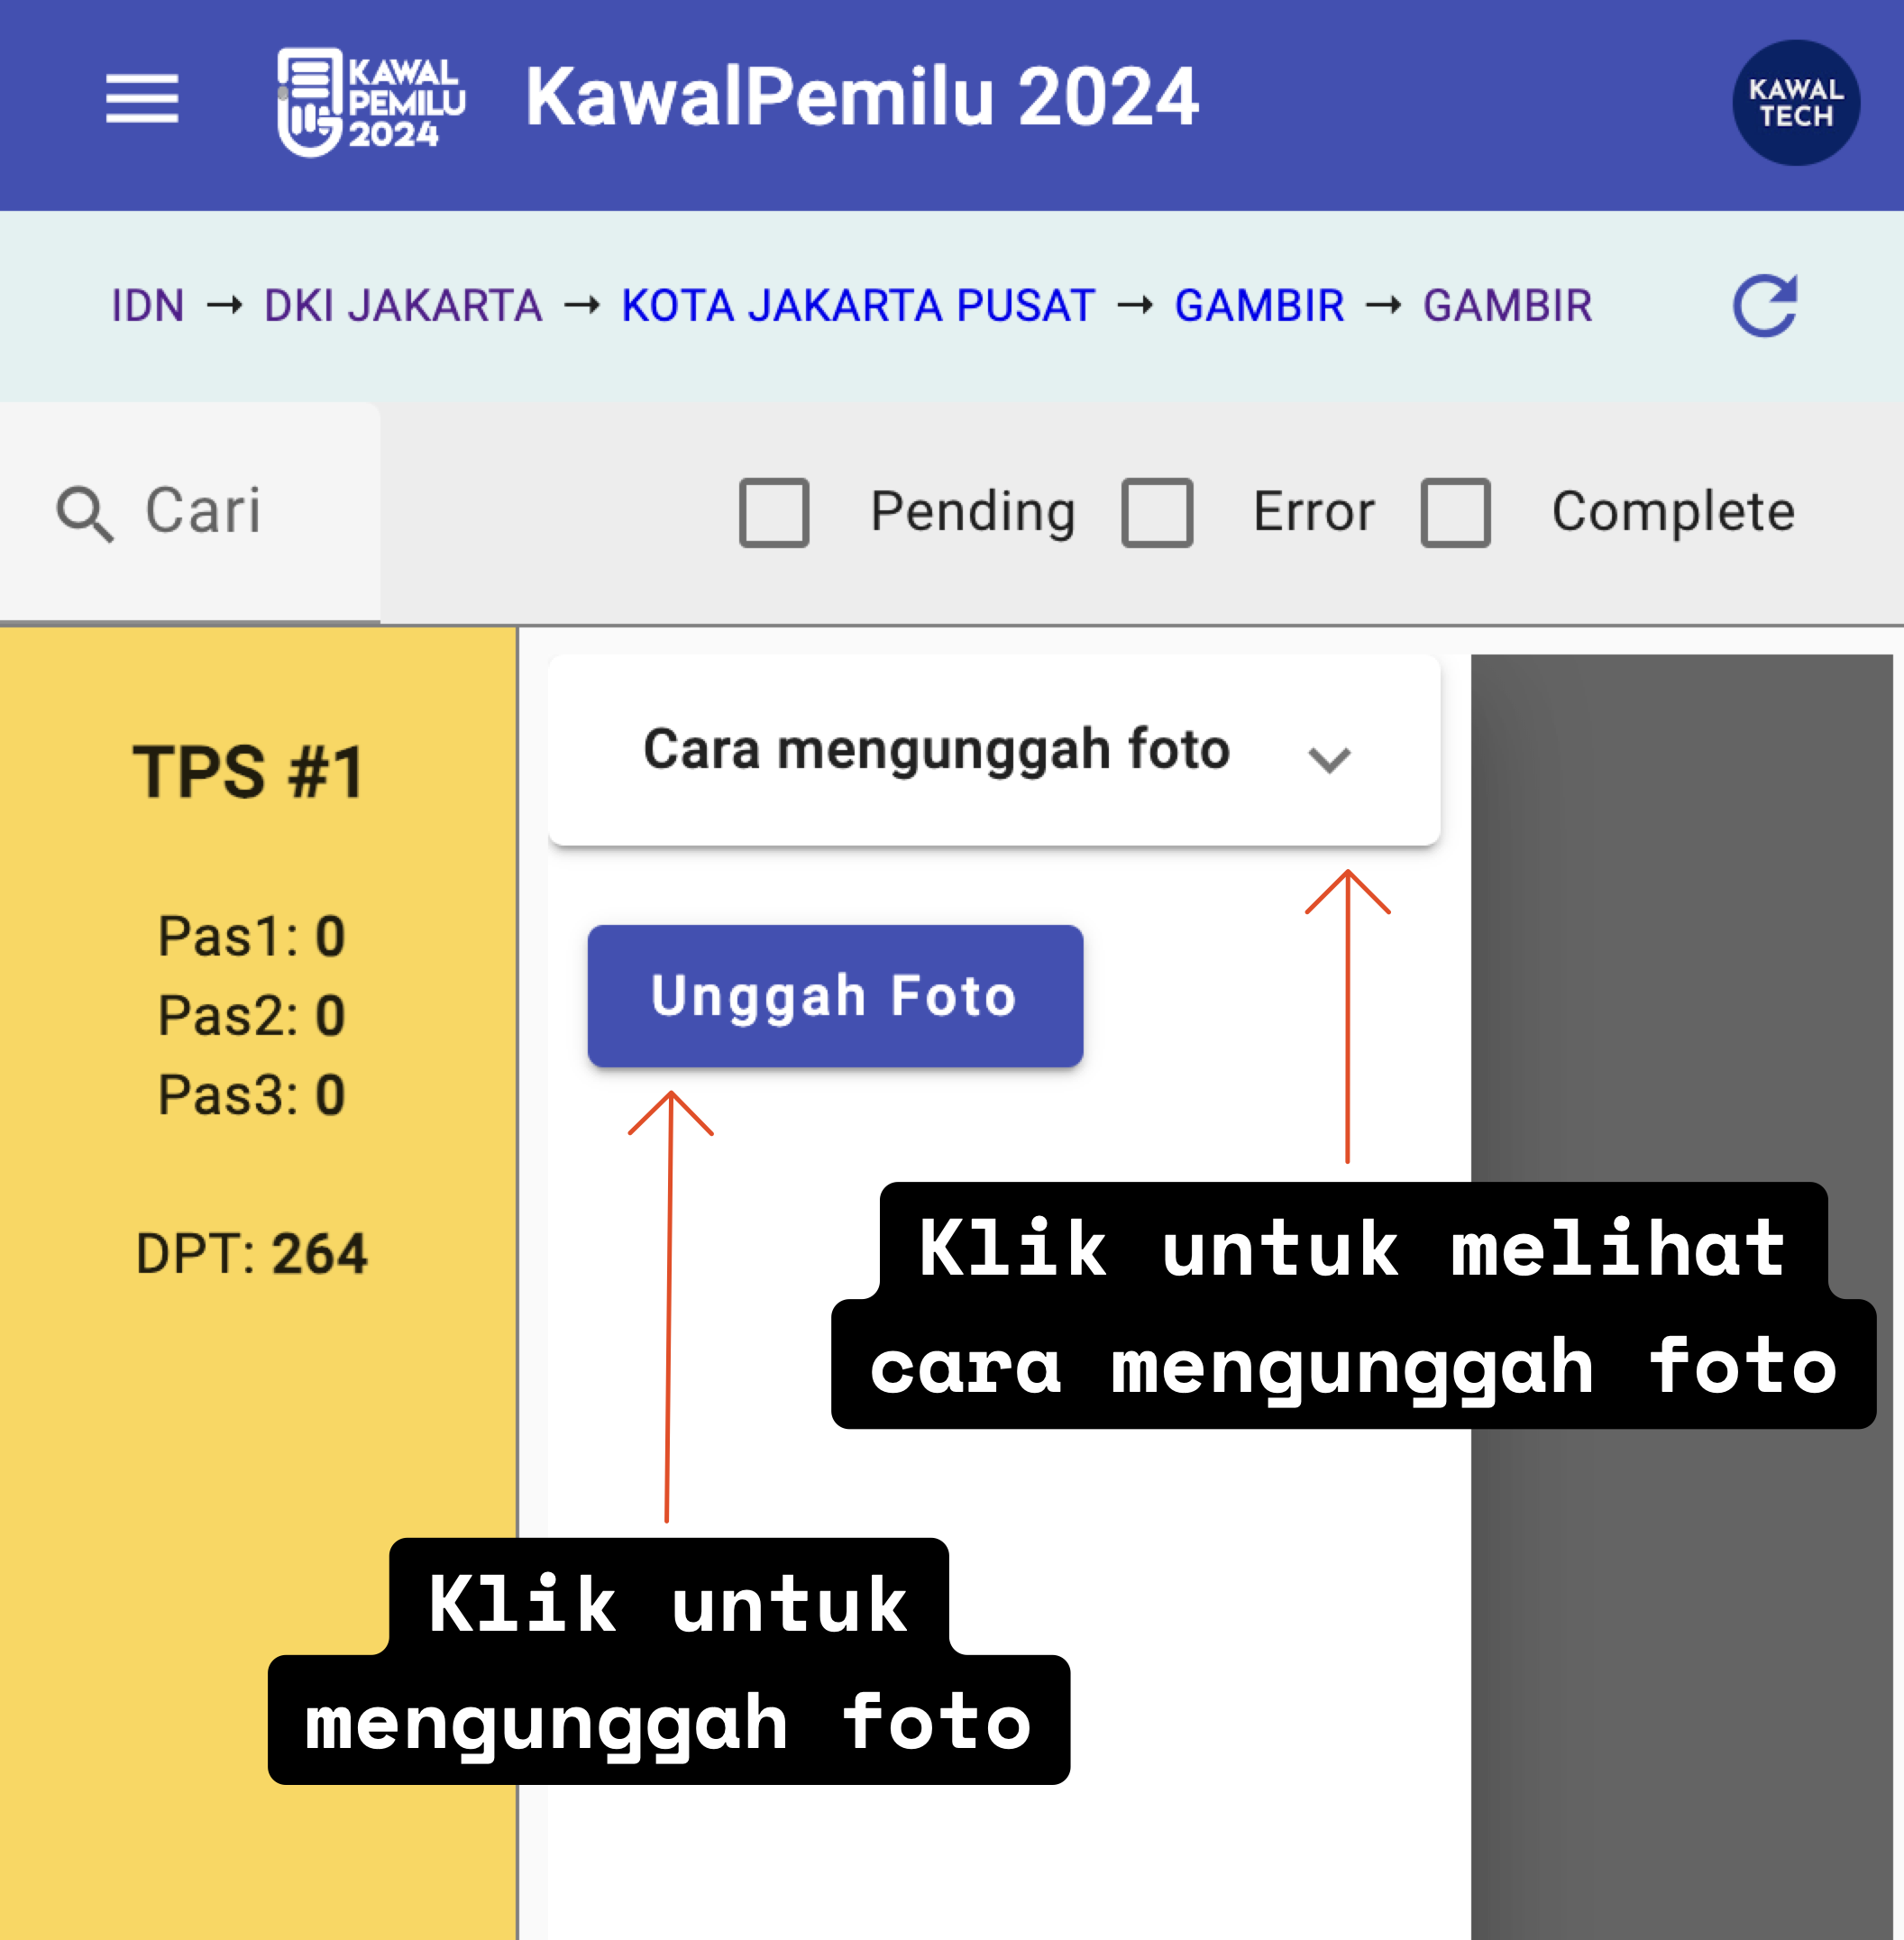 KAWAL
PEMILU
2024
KawalPemilu 2024
KAWAL
TECH
IDN → DKI JAKARTA → KOTA JAKARTA PUSAT → GAMBIR → GAMBIR
Cari
Pending
Error
Complete
TPS #1
Pas1: 0
Pas2: 0
Pas3: 0
DPT: 264
Cara mengunggah foto
Unggah Foto
Klik untuk melihat
cara mengunggah foto
Klik untuk
mengunggah foto